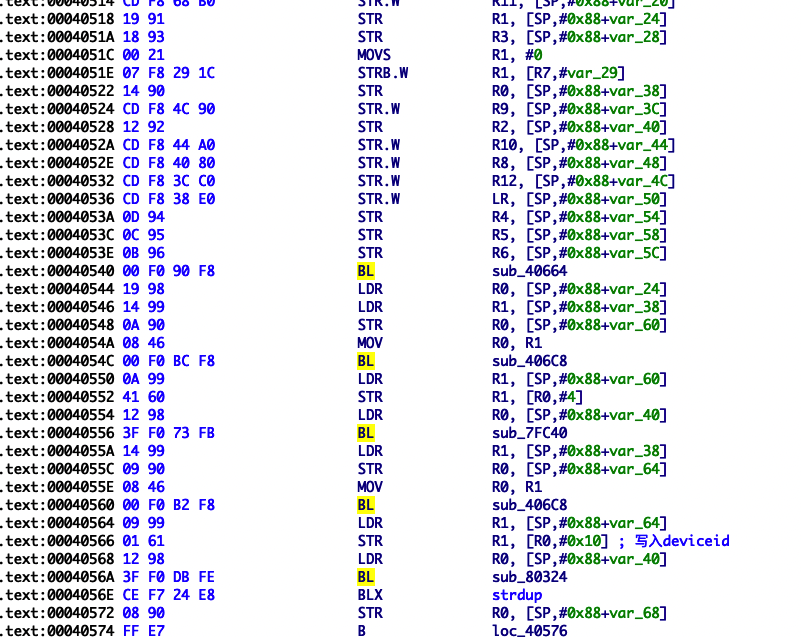 .text:00040514 CD F8 68 B0 STR.W R11, [SP,#0x88+var_20]
.text:00040518 19 91 STR R1, [SP,#0x88+var_24]
.text:0004051A 18 93 STR R3, [SP,#0x88+var_28]
.text:0004051C 00 21 MOVS R1, #0
.text:0004051E 07 F8 29 1C STRB.W R1, [R7,#var_29]
.text:00040522 14 90 STR R0, [SP,#0x88+var_38]
.text:00040524 CD F8 4C 90 STR.W R9, [SP,#0x88+var_3C]
.text:00040528 12 92 STR R2, [SP,#0x88+var_40]
.text:0004052A CD F8 44 A0 STR.W R10, [SP,#0x88+var_44]
.text:0004052E CD F8 40 80 STR.W R8, [SP,#0x88+var_48]
.text:00040532 CD F8 3C C0 STR.W R12, [SP,#0x88+var_4C]
.text:00040536 CD F8 38 E0 STR.W LR, [SP,#0x88+var_50]
.text:0004053A 0D 94 STR R4, [SP,#0x88+var_54]
.text:0004053C 0C 95 STR R5, [SP,#0x88+var_58]
.text:0004053E 0B 96 STR R6, [SP,#0x88+var_5C]
.text:00040540 00 F0 90 F8 BL sub_40664
.text:00040544 19 98 LDR R0, [SP,#0x88+var_24]
.text:00040546 14 99 LDR R1, [SP,#0x88+var_38]
.text:00040548 0A 90 STR R0, [SP,#0x88+var_60]
.text:0004054A 08 46 MOV R0, R1
.text:0004054C 00 F0 BC F8 BL sub_406C8
.text:00040550 0A 99 LDR R1, [SP,#0x88+var_60]
.text:00040552 41 60 STR R1, [R0,#4]
.text:00040554 12 98 LDR R0, [SP,#0x88+var_40]
.text:00040556 3F F0 73 FB BL sub_7FC40
.text:0004055A 14 99 LDR R1, [SP,#0x88+var_38]
.text:0004055C 09 90 STR R0, [SP,#0x88+var_64]
.text:0004055E 08 46 MOV R0, R1
.text:00040560 00 F0 B2 F8 BL sub_406C8
.text:00040564 09 99 LDR R1, [SP,#0x88+var_64]
.text:00040566 01 61 STR R1, [R0,#0x10] ; 写入deviceid
.text:00040568 12 98 LDR R0, [SP,#0x88+var_40]
.text:0004056A 3F F0 DB FE BL sub_80324
.text:0004056E CE F7 24 E8 BLX strdup
.text:00040572 08 90 STR R0, [SP,#0x88+var_68]
.text:00040574 FF E7 B loc_40576